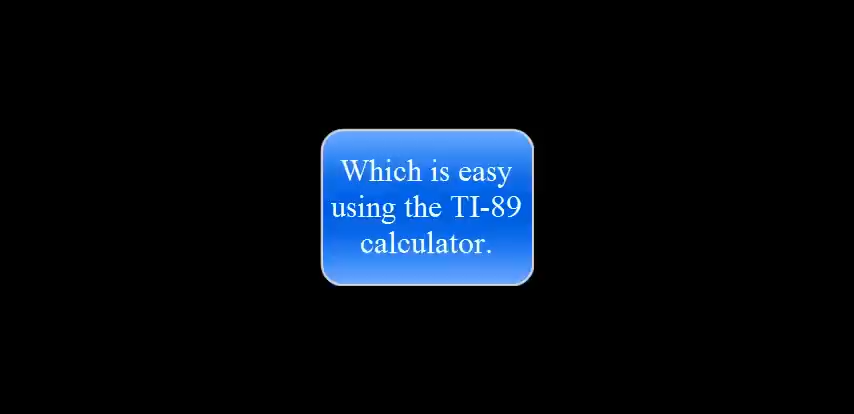 Which is easy
using the TI-89
calculator.